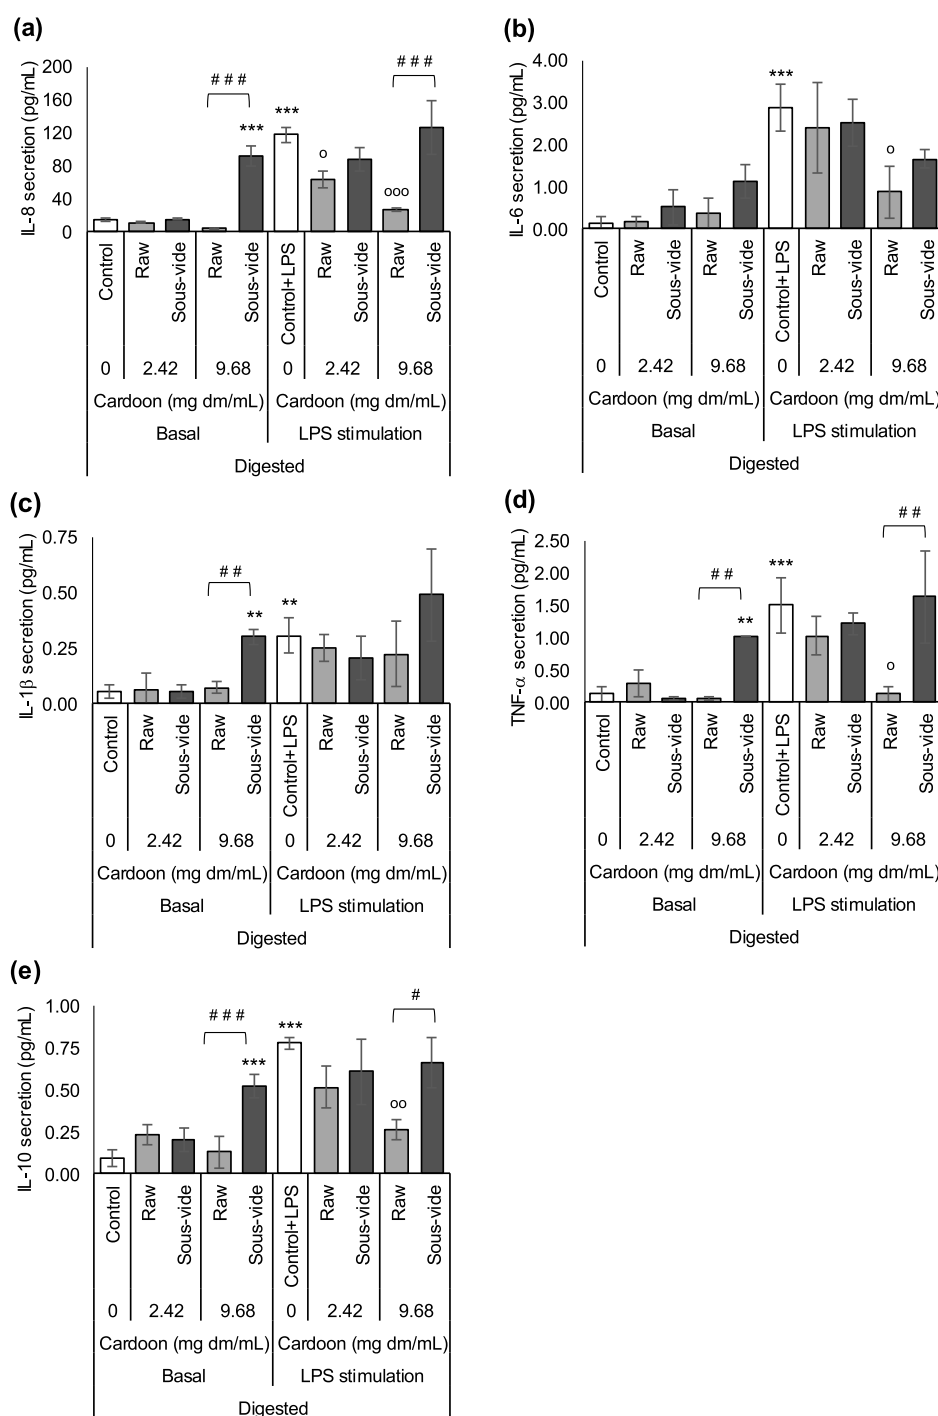 (a)
IL-8 secretion (pg/mL)
200
160
120
80
40
0
# # #
***
***
o
ooo
# # #
Control
Raw
Sous-vide
Raw
Sous-vide
Control+LPS
Raw
Sous-vide
Raw
Sous-vide
0 2.42 9.68 0 2.42 9.68
Cardoon (mg dm/mL) Cardoon (mg dm/mL)
Basal LPS stimulation
Digested
(b)
IL-6 secretion (pg/mL)
4.00
3.00
2.00
1.00
0.00
***
o
Control
Raw
Sous-vide
Raw
Sous-vide
Control+LPS
Raw
Sous-vide
Raw
Sous-vide
0 2.42 9.68 0 2.42 9.68
Cardoon (mg dm/mL) Cardoon (mg dm/mL)
Basal LPS stimulation
Digested
(c)
IL-1β secretion (pg/mL)
0.75
0.50
0.25
0.00
# #
**
**
Control
Raw
Sous-vide
Raw
Sous-vide
Control+LPS
Raw
Sous-vide
Raw
Sous-vide
0 2.42 9.68 0 2.42 9.68
Cardoon (mg dm/mL) Cardoon (mg dm/mL)
Basal LPS stimulation
Digested
(d)
TNF-α secretion (pg/mL)
2.50
2.00
1.50
1.00
0.50
0.00
# #
**
***
o
# #
Control
Raw
Sous-vide
Raw
Sous-vide
Control+LPS
Raw
Sous-vide
Raw
Sous-vide
0 2.42 9.68 0 2.42 9.68
Cardoon (mg dm/mL) Cardoon (mg dm/mL)
Basal LPS stimulation
Digested
(e)
IL-10 secretion (pg/mL)
1.00
0.75
0.50
0.25
0.00
# # #
***
***
oo
#
Control
Raw
Sous-vide
Raw
Sous-vide
Control+LPS
Raw
Sous-vide
Raw
Sous-vide
0 2.42 9.68 0 2.42 9.68
Cardoon (mg dm/mL) Cardoon (mg dm/mL)
Basal LPS stimulation
Digested